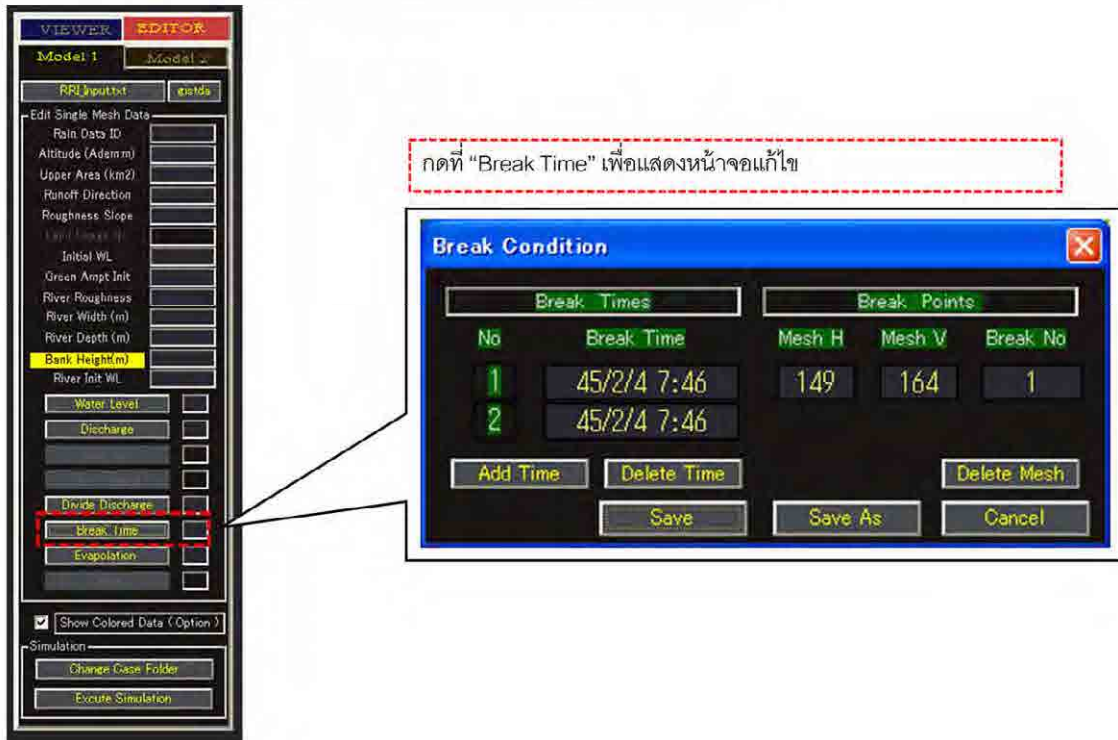 VIEWER EDITOR
Model 1 Model 2
RRI_Input.txt gistda
Edit Single Mesh Data
Rain Data ID
Altitude (Adem:m)
Upper Area (km2)
Runoff Direction
Roughness Slope
Initial WL
Green Ampt Init
River Roughness
River Width (m)
River Depth (m)
Bank Height(m)
River Init WL
Water Level
Discharge
Divide Discharge
Break Time
Evapolation
Show Colored Data (Option)
Simulation
Change Case Folder
Excute Simulation
กดที่ “Break Time” เพื่อแสดงหน้าจอแก้ไข
Break Condition
Break Times Break Points
No Break Time Mesh H Mesh V Break No
1 45/2/4 7:46 149 164 1
2 45/2/4 7:46
Add Time Delete Time Delete Mesh
Save Save As Cancel